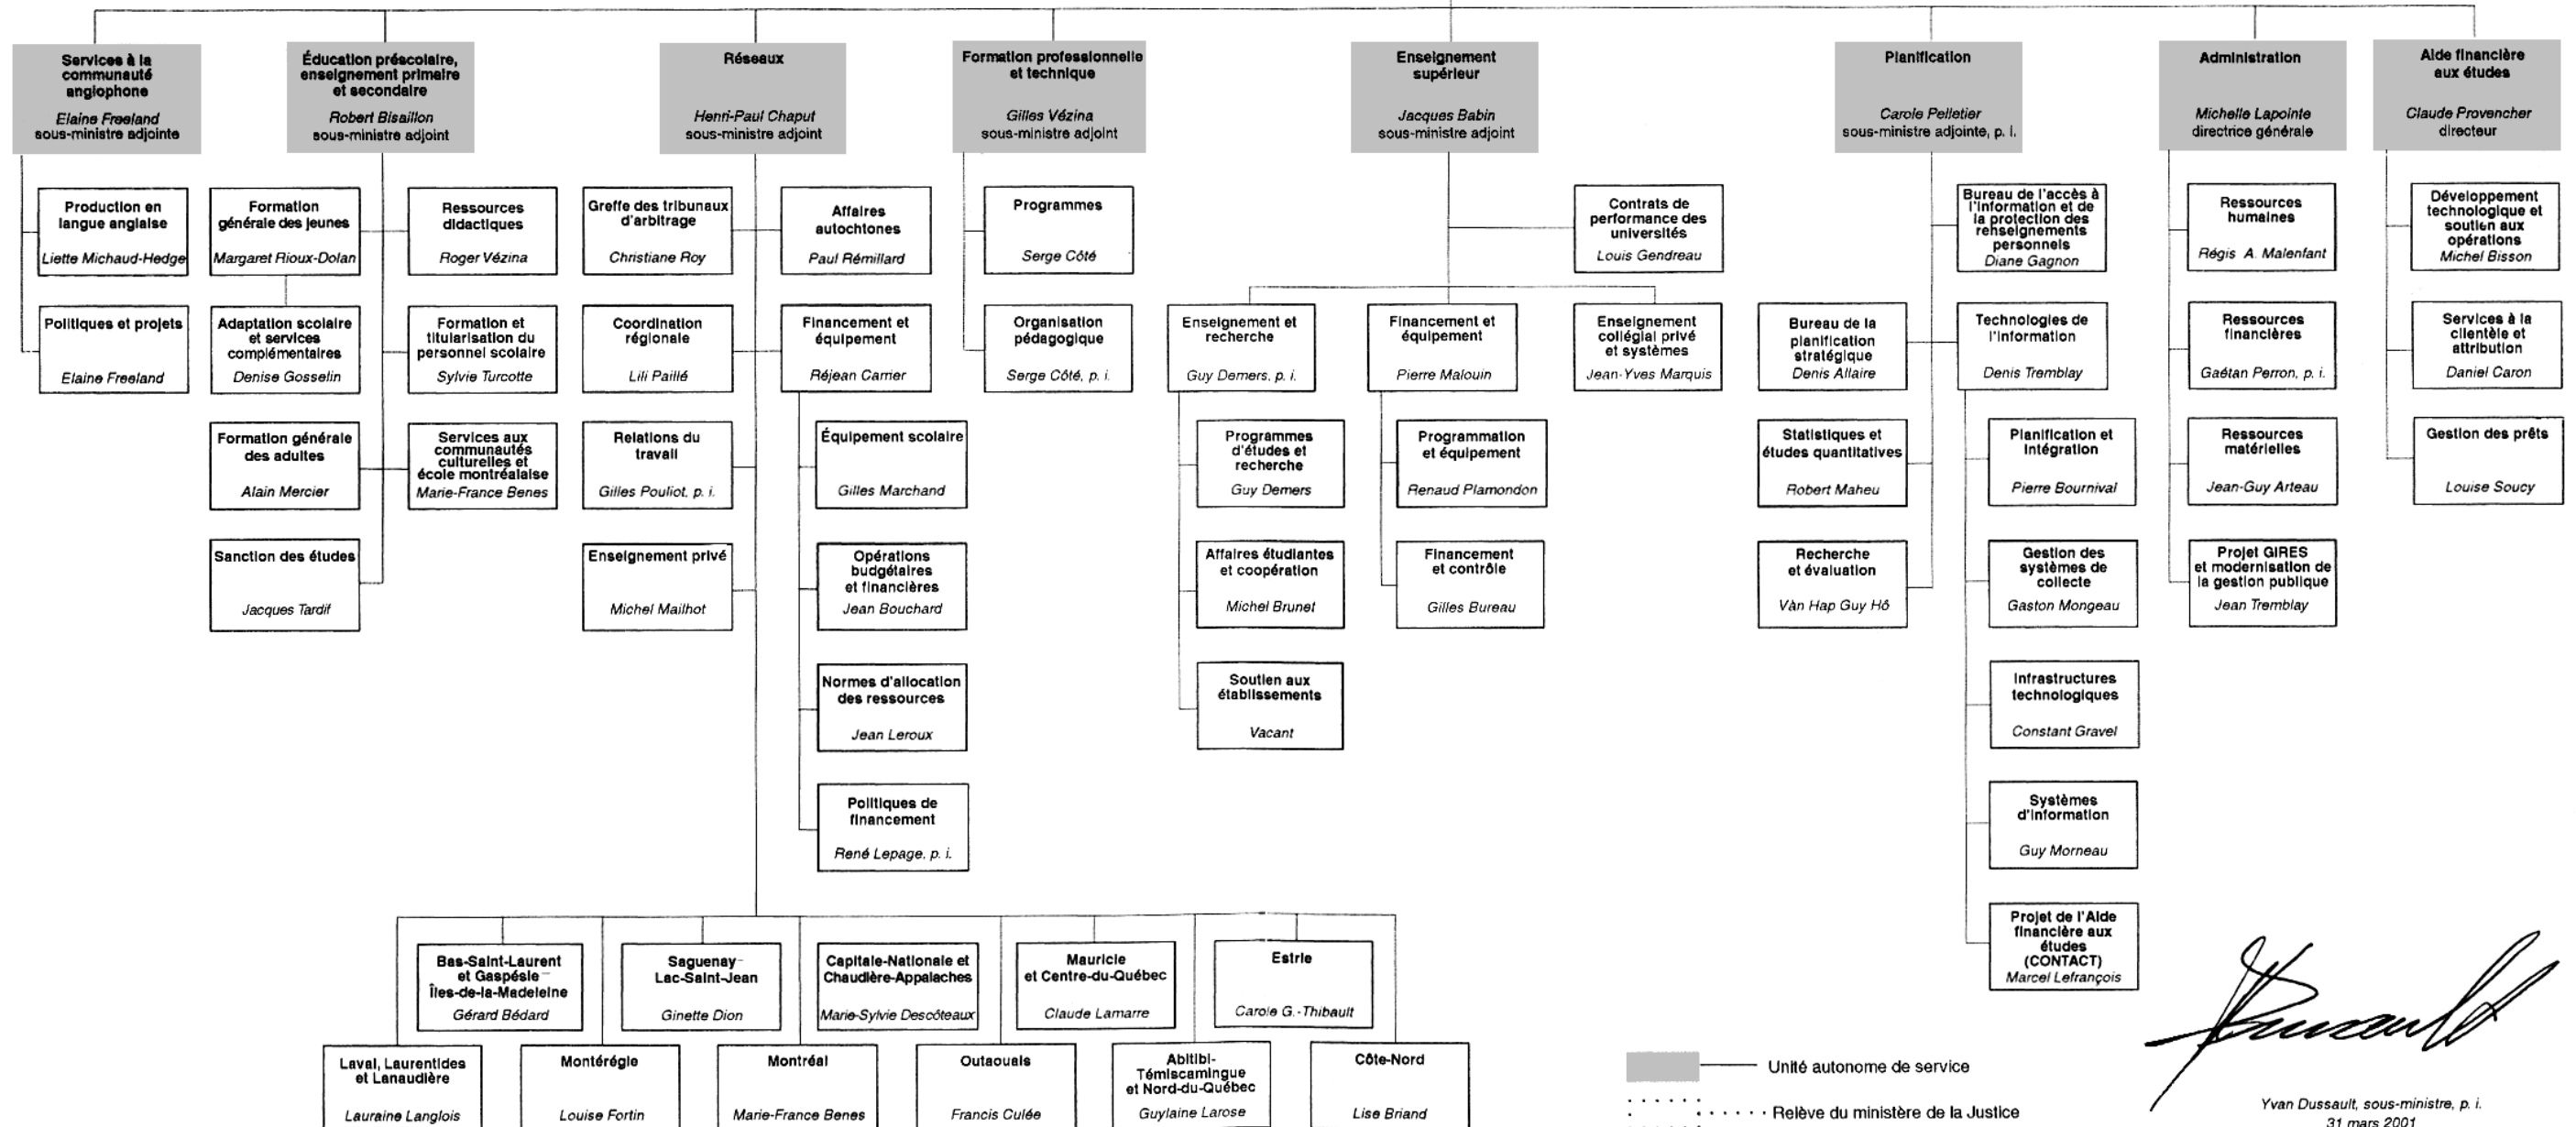 Services à la
communauté
anglophone
Elaine Freeland
sous-ministre adjointe
Éducation préscolaire,
enseignement primaire
et secondaire
Robert Bisaillon
sous-ministre adjoint
Réseaux
Henri-Paul Chaput
sous-ministre adjoint
Formation professionnelle
et technique
Gilles Vézina
sous-ministre adjoint
Enseignement
supérieur
Jacques Babin
sous-ministre adjoint
Planification
Carole Pelletier
sous-ministre adjointe, p. i.
Administration
Michelle Lapointe
directrice générale
Aide financière
aux études
Claude Provencher
directeur
Production en
langue anglaise
Liette Michaud-Hedge
Politiques et projets
Elaine Freeland
Formation
générale des jeunes
Margaret Rioux-Dolan
Ressources
didactiques
Roger Vézina
Adaptation scolaire
et services
complémentaires
Denise Gosselin
Formation et
titularisation du
personnel scolaire
Sylvie Turcotte
Formation générale
des adultes
Alain Mercier
Services aux
communautés
culturelles et
école montréalaise
Marie-France Benes
Sanction des études
Jacques Tardif
Greffe des tribunaux
d'arbitrage
Christiane Roy
Affaires
autochtones
Paul Rémillard
Coordination
régionale
Lili Paillé
Financement et
équipement
Réjean Carrier
Relations du
travail
Gilles Pouliot, p. i.
Équipement scolaire
Gilles Marchand
Enseignement privé
Michel Mailhot
Opérations
budgétaires
et financières
Jean Bouchard
Normes d'allocation
des ressources
Jean Leroux
Politiques de
financement
René Lepage, p. i.
Programmes
Serge Côté
Organisation
pédagogique
Serge Côté, p. i.
Contrats de
performance des
universités
Louis Gendreau
Enseignement et
recherche
Guy Demers, p. i.
Financement et
équipement
Pierre Malouin
Enseignement
collégial privé
et systèmes
Jean-Yves Marquis
Programmes
d'études et
recherche
Guy Demers
Programmation
et équipement
Renaud Plamondon
Affaires étudiantes
et coopération
Michel Brunet
Financement
et contrôle
Gilles Bureau
Soutien aux
établissements
Vacant
Bureau de l'accès à
l'information et de
la protection des
renseignements
personnels
Diane Gagnon
Bureau de la
planification
stratégique
Denis Allaire
Technologies de
l'information
Denis Tremblay
Statistiques et
études quantitatives
Robert Maheu
Planification et
intégration
Pierre Bournival
Recherche
et évaluation
Vàn Hap Guy Hô
Gestion des
systèmes de
collecte
Gaston Mongeau
Infrastructures
technologiques
Constant Gravel
Systèmes
d'information
Guy Morneau
Projet de l'Aide
financière aux
études
(CONTACT)
Marcel Lefrançois
Ressources
humaines
Régis A. Malenfant
Ressources
financières
Gaétan Perron, p. i.
Ressources
matérielles
Jean-Guy Arteau
Projet GIRES
et modernisation de
la gestion publique
Jean Tremblay
Développement
technologique et
soutien aux
opérations
Michel Bisson
Services à la
clientèle et
attribution
Daniel Caron
Gestion des prêts
Louise Soucy
Bas-Saint-Laurent
et Gaspésie–
Îles-de-la-Madeleine
Gérard Bédard
Saguenay–
Lac-Saint-Jean
Ginette Dion
Capitale-Nationale et
Chaudière-Appalaches
Marie-Sylvie Descôteaux
Mauricie
et Centre-du-Québec
Claude Lamarre
Estrie
Carole G.-Thibault
Laval, Laurentides
et Lanaudière
Lauraine Langlois
Montérégie
Louise Fortin
Montréal
Marie-France Benes
Outaouais
Francis Culée
Abitibi-
Témiscamingue
et Nord-du-Québec
Guylaine Larose
Côte-Nord
Lise Briand
Unité autonome de service
Relève du ministère de la Justice
Yvan Dussault, sous-ministre, p. i.
31 mars 2001